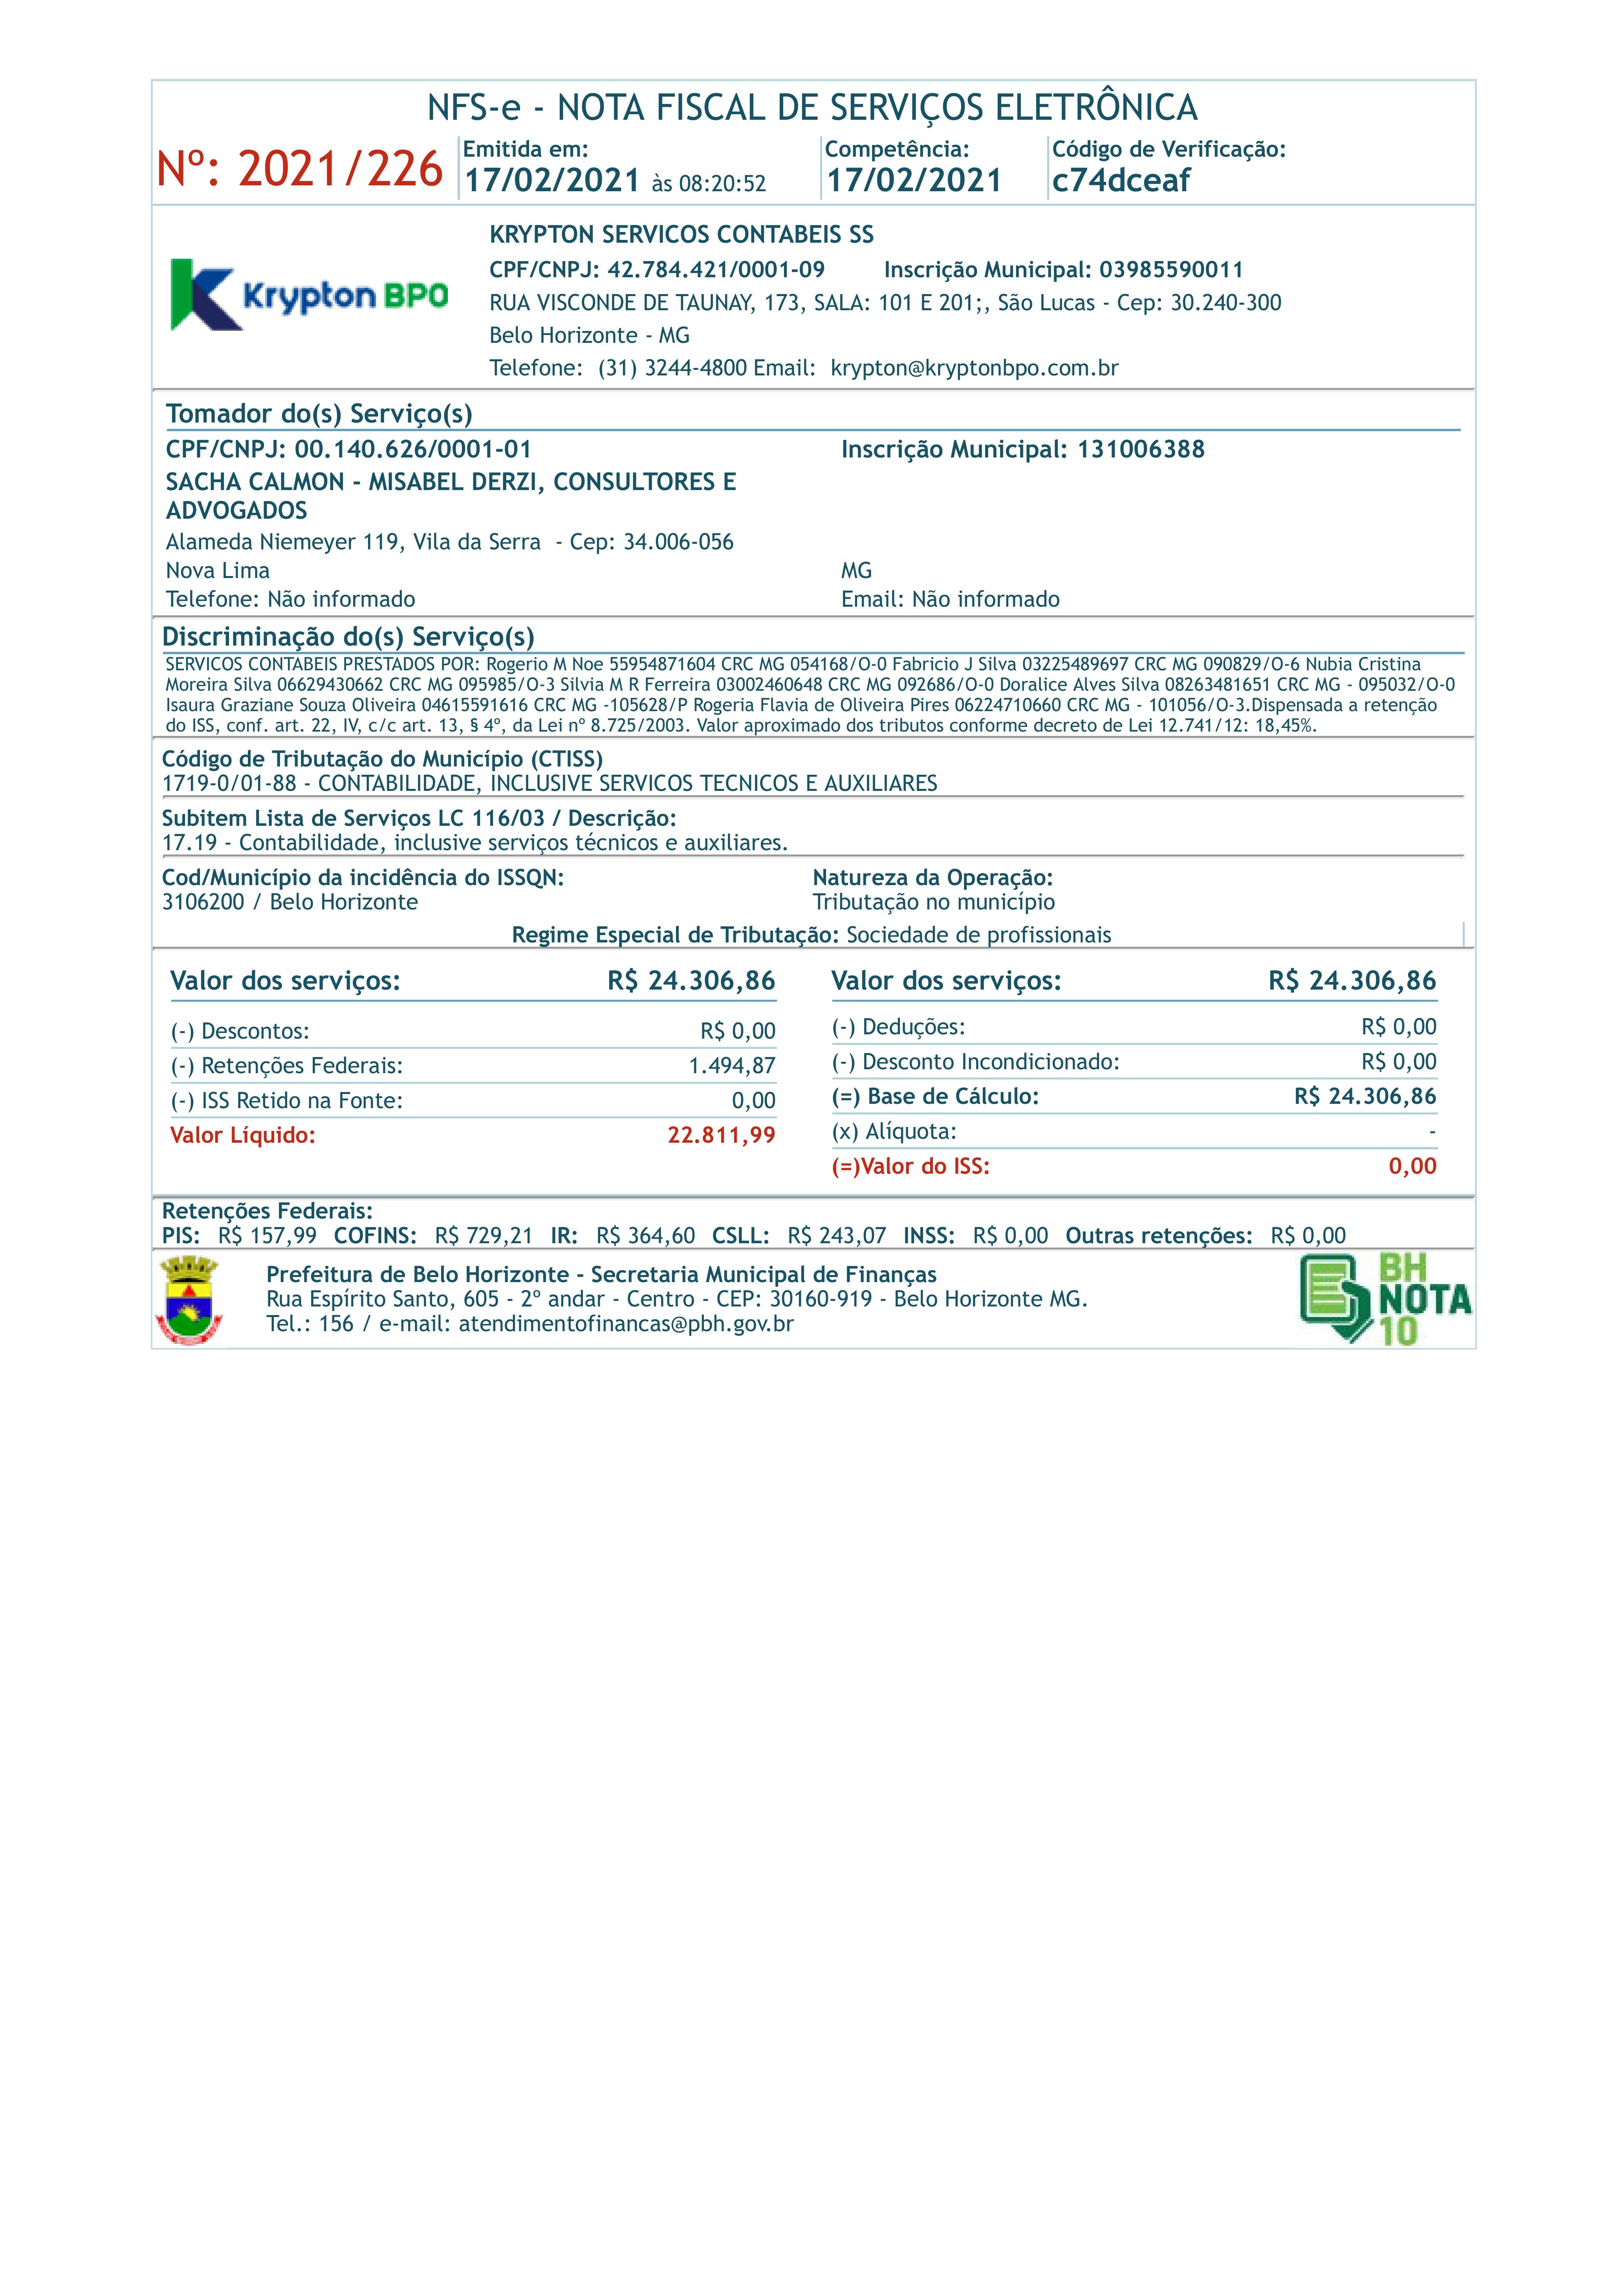 NFS-e - NOTA FISCAL DE SERVIÇOS ELETRÔNICA
Nº: 2021/226
Emitida em:
17/02/2021 às 08:20:52
Competência:
17/02/2021
Código de Verificação:
c74dceaf
Krypton BPO
KRYPTON SERVICOS CONTABEIS SS
CPF/CNPJ: 42.784.421/0001-09 Inscrição Municipal: 03985590011
RUA VISCONDE DE TAUNAY, 173, SALA: 101 E 201;, São Lucas - Cep: 30.240-300
Belo Horizonte - MG
Telefone: (31) 3244-4800 Email: krypton@kryptonbpo.com.br
Tomador do(s) Serviço(s)
CPF/CNPJ: 00.140.626/0001-01 Inscrição Municipal: 131006388
SACHA CALMON - MISABEL DERZI, CONSULTORES E
ADVOGADOS
Alameda Niemeyer 119, Vila da Serra - Cep: 34.006-056
Nova Lima MG
Telefone: Não informado Email: Não informado
Discriminação do(s) Serviço(s)
SERVICOS CONTABEIS PRESTADOS POR: Rogerio M Noe 55954871604 CRC MG 054168/O-0 Fabricio J Silva 03225489697 CRC MG 090829/O-6 Nubia Cristina
Moreira Silva 06629430662 CRC MG 095985/O-3 Silvia M R Ferreira 03002460648 CRC MG 092686/O-0 Doralice Alves Silva 08263481651 CRC MG - 095032/O-0
Isaura Graziane Souza Oliveira 04615591616 CRC MG -105628/P Rogeria Flavia de Oliveira Pires 06224710660 CRC MG - 101056/O-3.Dispensada a retenção
do ISS, conf. art. 22, IV, c/c art. 13, § 4º, da Lei nº 8.725/2003. Valor aproximado dos tributos conforme decreto de Lei 12.741/12: 18,45%.
Código de Tributação do Município (CTISS)
1719-0/01-88 - CONTABILIDADE, INCLUSIVE SERVICOS TECNICOS E AUXILIARES
Subitem Lista de Serviços LC 116/03 / Descrição:
17.19 - Contabilidade, inclusive serviços técnicos e auxiliares.
Cod/Município da incidência do ISSQN: Natureza da Operação:
3106200 / Belo Horizonte Tributação no município
Regime Especial de Tributação: Sociedade de profissionais
Valor dos serviços: R$ 24.306,86
(-) Descontos: R$ 0,00
(-) Retenções Federais: 1.494,87
(-) ISS Retido na Fonte: 0,00
Valor Líquido: 22.811,99
Valor dos serviços: R$ 24.306,86
(-) Deduções: R$ 0,00
(-) Desconto Incondicionado: R$ 0,00
(=) Base de Cálculo: R$ 24.306,86
(x) Alíquota: -
(=)Valor do ISS: 0,00
Retenções Federais:
PIS: R$ 157,99 COFINS: R$ 729,21 IR: R$ 364,60 CSLL: R$ 243,07 INSS: R$ 0,00 Outras retenções: R$ 0,00
Prefeitura de Belo Horizonte - Secretaria Municipal de Finanças
Rua Espírito Santo, 605 - 2º andar - Centro - CEP: 30160-919 - Belo Horizonte MG.
Tel.: 156 / e-mail: atendimentofinancas@pbh.gov.br
BH
NOTA
10